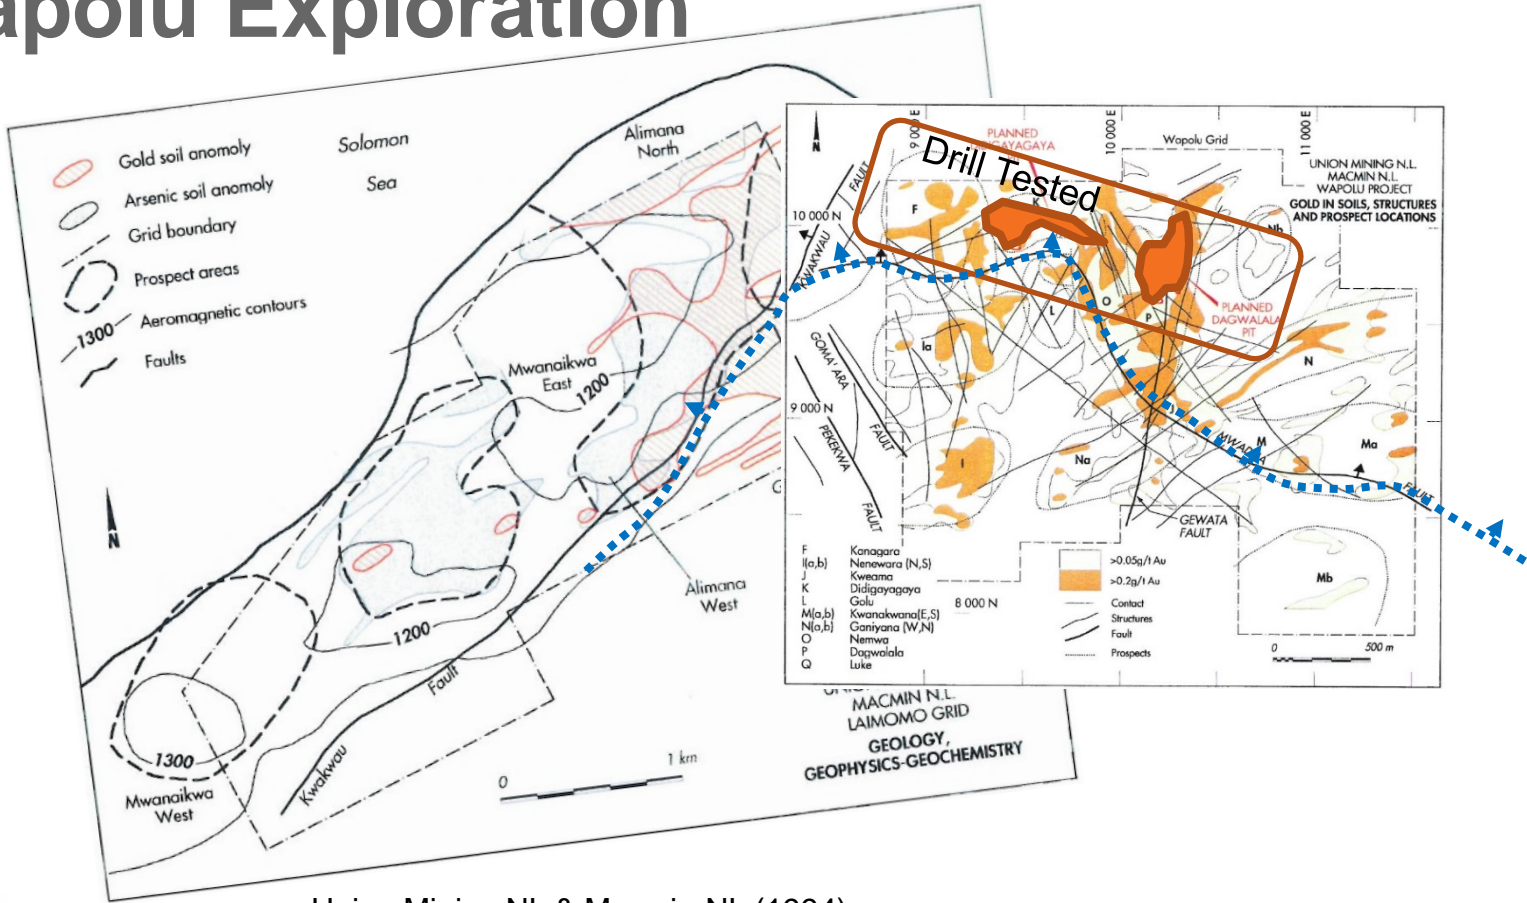 Exploration
Gold soil anomoly
Arsenic soil anomoly
Grid boundary
Prospect areas
1300
Aeromagnetic contours
Faults
Solomon
Sea
N
Alimana
North
Mwanaikwa
East
1200
Alimana
West
1200
Fault
Kwakwau
1300
Mwanaikwa
West
0
1 km
MACMIN N.L.
LAIMOMO GRID
GEOLOGY,
GEOPHYSICS-GEOCHEMISTRY
N
9 000 E
10 000 E
11 000 E
PLANNED
Wapolu Grid
Drill Tested
UNION MINING N.L.
MACMIN N.L.
WAPOLU PROJECT
GOLD IN SOILS, STRUCTURES
AND PROSPECT LOCATIONS
FAULT
10 000 N
F
K
Nb
O
L
P
PLANNED
DAGWALALA
PIT
Ia
N
GOMA'ARA
FAULT
9 000 N
PEKEKWA
FAULT
I
Na
J
M
Ma
FAULT
GEWATA
FAULT
Mb
F Kanagara
I(a,b) Nenewara (N,S)
J Kweama
K Didigayagaya
L Golu
M(a,b) Kwanakwana(E,S)
N(a,b) Ganiyana (W,N)
O Nemwa
P Dagwalala
Q Luke
8 000 N
>0.05g/t Au
>0.2g/t Au
Contact
Structures
Fault
Prospects
0
500 m